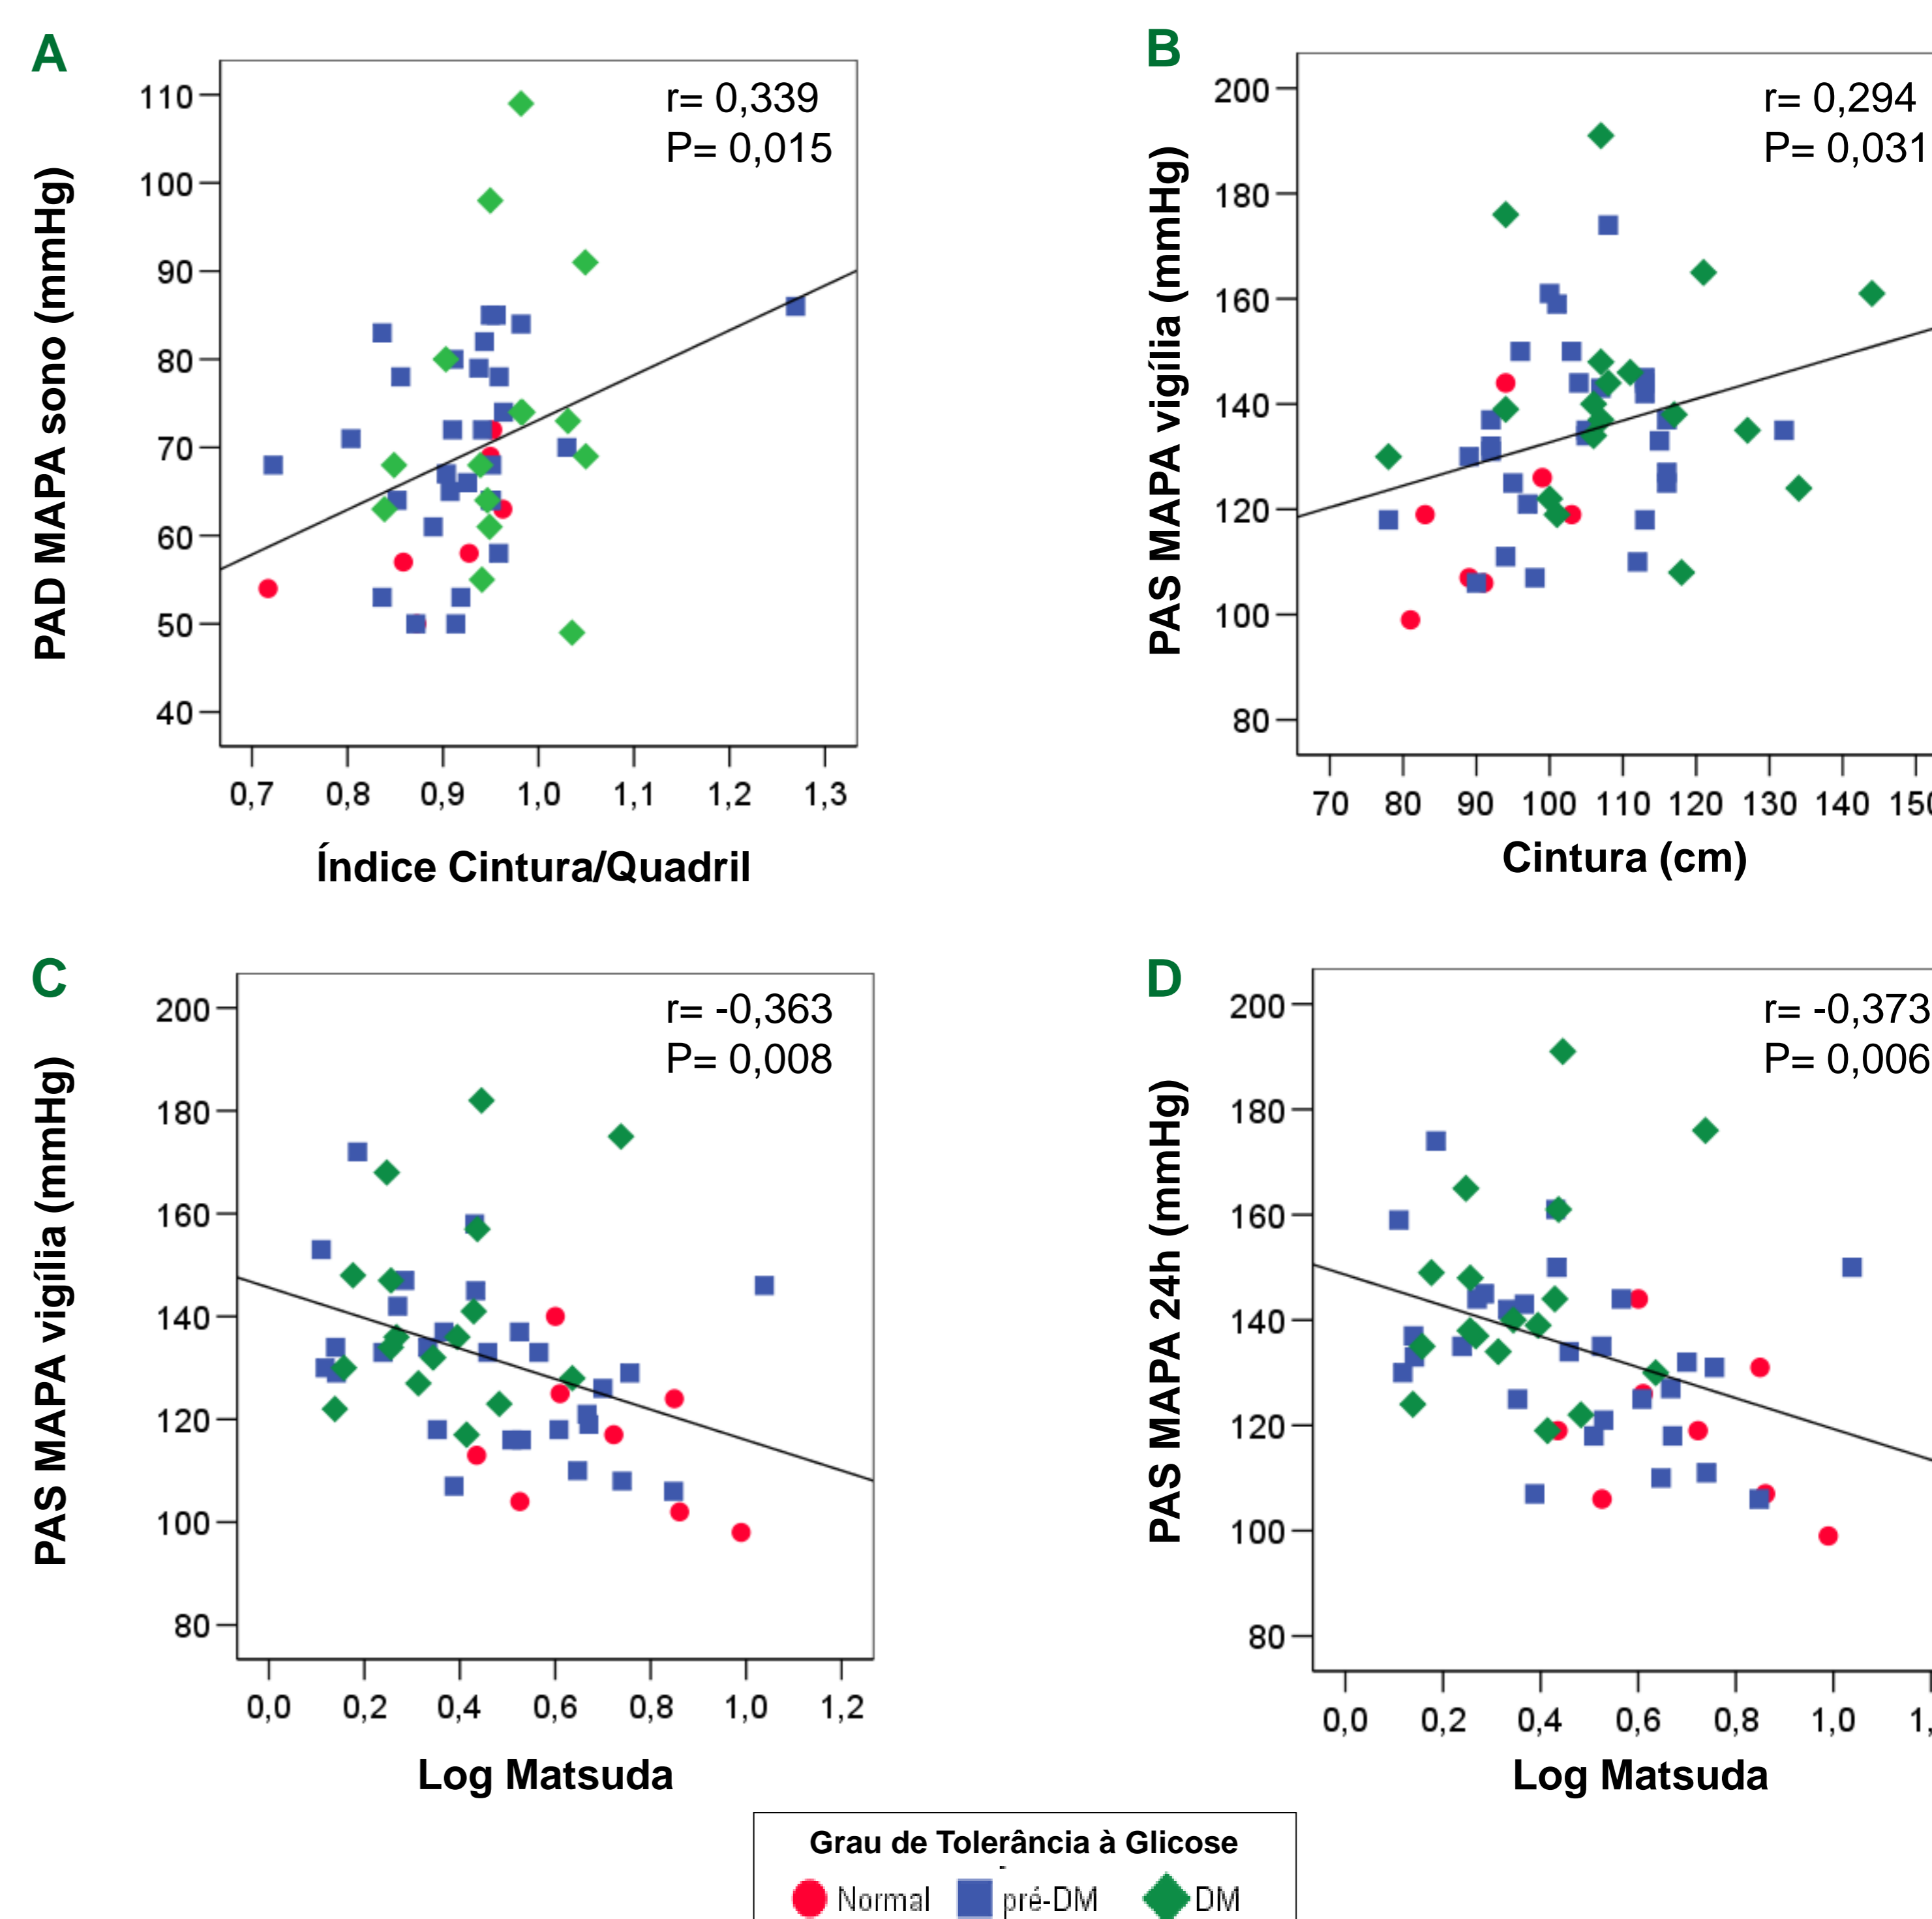 A
r= 0,339
P= 0,015
PAD MAPA sono (mmHg)
110
100
90
80
70
60
50
40
0,7 0,8 0,9 1,0 1,1 1,2 1,3
Índice Cintura/Quadril
B
r= 0,294
P= 0,031
PAS MAPA vigília (mmHg)
200
180
160
140
120
100
80
70 80 90 100 110 120 130 140 150
Cintura (cm)
C
r= -0,363
P= 0,008
PAS MAPA vigília (mmHg)
200
180
160
140
120
100
80
0,0 0,2 0,4 0,6 0,8 1,0 1,2
Log Matsuda
D
r= -0,373
P= 0,006
PAS MAPA 24h (mmHg)
200
180
160
140
120
100
80
0,0 0,2 0,4 0,6 0,8 1,0
Log Matsuda
Grau de Tolerância à Glicose
Normal pré-DM DM